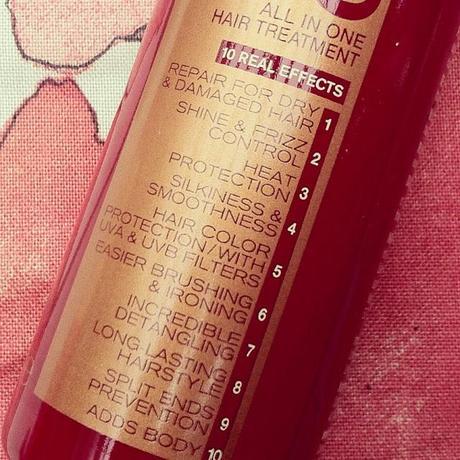 ALL IN ONE
HAIR TREATMENT
10 REAL EFFECTS
REPAIR FOR DRY
& DAMAGED HAIR 1
SHINE & FRIZZ
CONTROL 2
HEAT
PROTECTION 3
SILKINESS &
SMOOTHNESS 4
HAIR COLOR
PROTECTION/WITH
UVA & UVB FILTERS 5
EASIER BRUSHING
& IRONING 6
INCREDIBLE
DETANGLING 7
LONG LASTING
HAIRSTYLE 8
SPLIT ENDS
PREVENTION 9
ADDS BODY 10